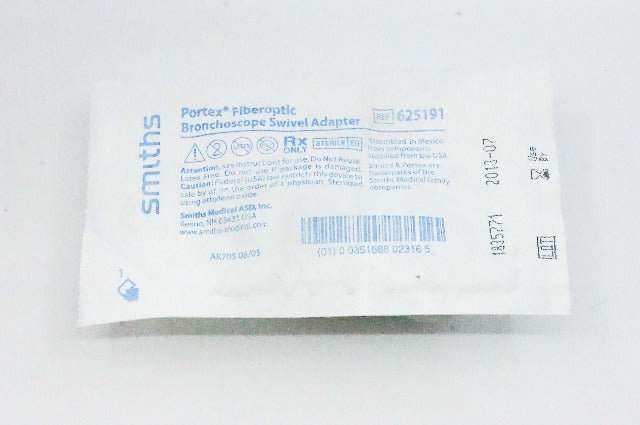 smiths
Portex® Fiberoptic
Bronchoscope Swivel Adapter
REF 625191
Rx ONLY
STERILE EO
Attention, see instructions for use. Do Not Reuse.
Latex Free. Do not use if package is damaged.
Caution: Federal (USA) law restricts this device to
sale by or on the order of a physician. Sterilized
using ethylene oxide.
Assembled in Mexico
from components
supplied from the USA.
Smiths & Portex are
trademarks of the
Smiths Medical family
companies.
Smiths Medical ASD, Inc.
Keene, NH 03431, USA
www.smiths-medical.com
AR705 08/05
(01) 0 0351688 02316 5
1
2013-07
Use
by
1835771
LOT